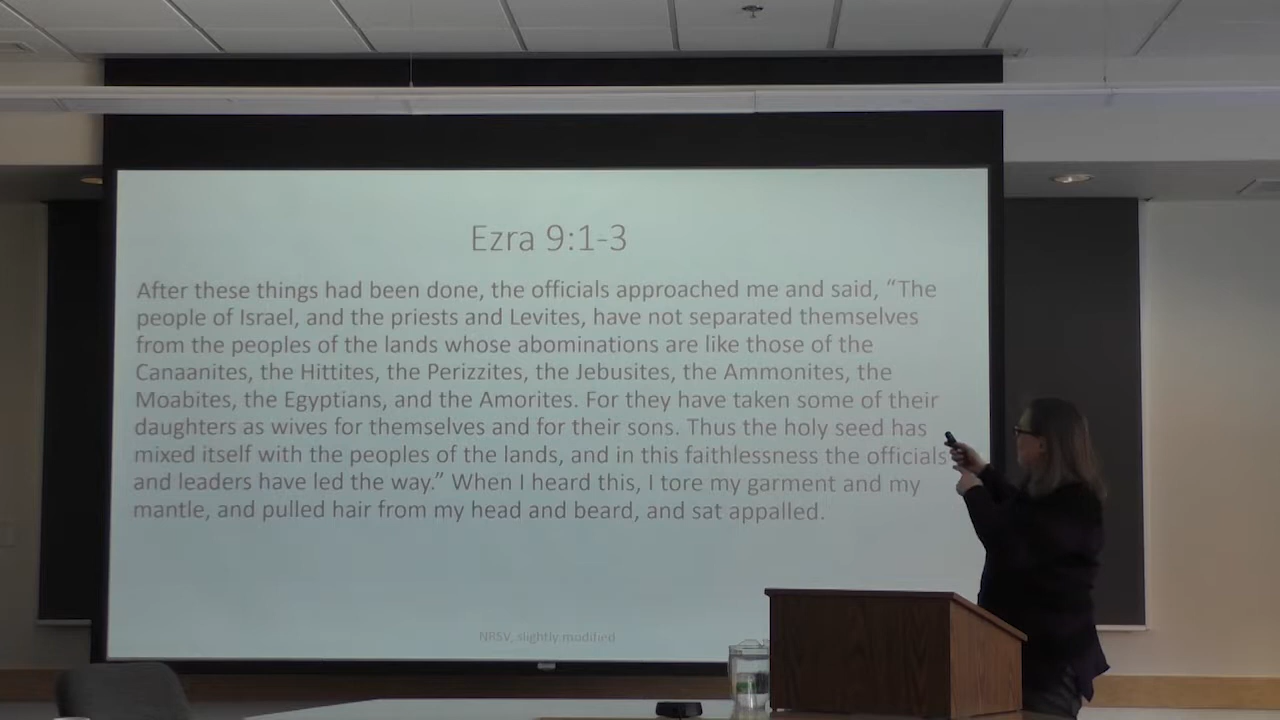 Ezra 9:1-3
After these things had been done, the officials approached me and said, “The
people of Israel, and the priests and Levites, have not separated themselves
from the peoples of the lands whose abominations are like those of the
Canaanites, the Hittites, the Perizzites, the Jebusites, the Ammonites, the
Moabites, the Egyptians, and the Amorites. For they have taken some of their
daughters as wives for themselves and for their sons. Thus the holy seed has
mixed itself with the peoples of the lands, and in this faithlessness the officials
and leaders have led the way.” When I heard this, I tore my garment and my
mantle, and pulled hair from my head and beard, and sat appalled.
NRSV, slightly modified